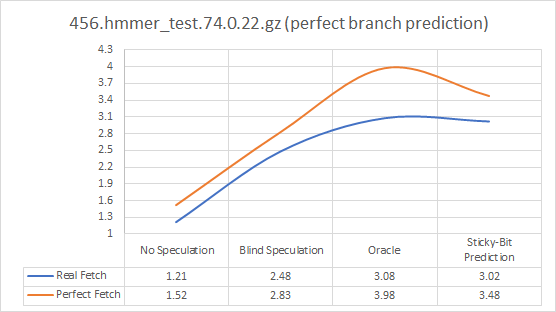 456.hmmer_test.74.0.22.gz (perfect branch prediction)
4.3
4
3.7
3.4
3.1
2.8
2.5
2.2
1.9
1.6
1.3
1
No Speculation Blind Speculation Oracle Sticky-Bit
Prediction
Real Fetch 1.21 2.48 3.08 3.02
Perfect Fetch 1.52 2.83 3.98 3.48